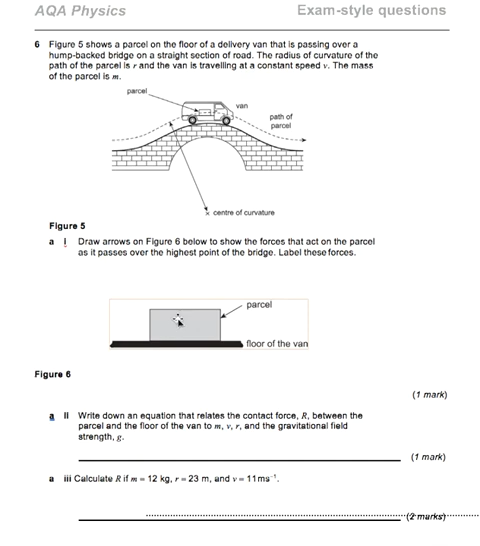 AQA Physics Exam-style questions
6 Figure 5 shows a parcel on the floor of a delivery van that is passing over a
hump-backed bridge on a straight section of road. The radius of curvature of the
path of the parcel is r and the van is travelling at a constant speed v. The mass
of the parcel is m.
parcel
van
path of
parcel
centre of curvature
Figure 5
a i Draw arrows on Figure 6 below to show the forces that act on the parcel
as it passes over the highest point of the bridge. Label these forces.
parcel
floor of the van
Figure 6
(1 mark)
a ii Write down an equation that relates the contact force, R, between the
parcel and the floor of the van to m, v, r, and the gravitational field
strength, g.
(1 mark)
a iii Calculate R if m = 12 kg, r = 23 m, and v = 11ms⁻¹.
(2 marks)